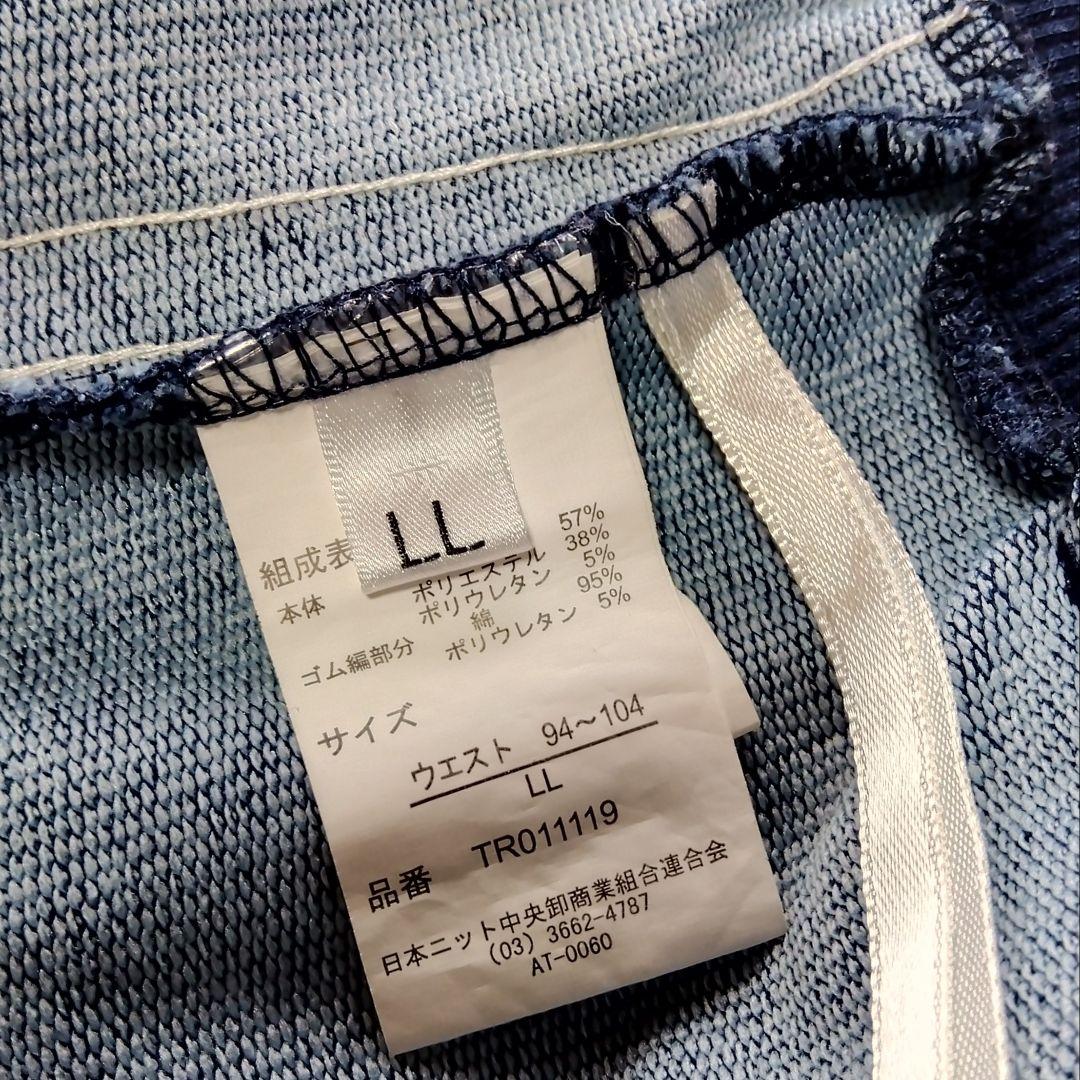 LL
組成表
57%
本体 ポリエステル 38%
ポリウレタン 5%
ゴム編部分 綿 95%
ポリウレタン 5%
サイズ
ウエスト 94～104
LL
品番 TR011119
日本ニット中央卸商業組合連合会
(03) 3662-4787
AT-0060